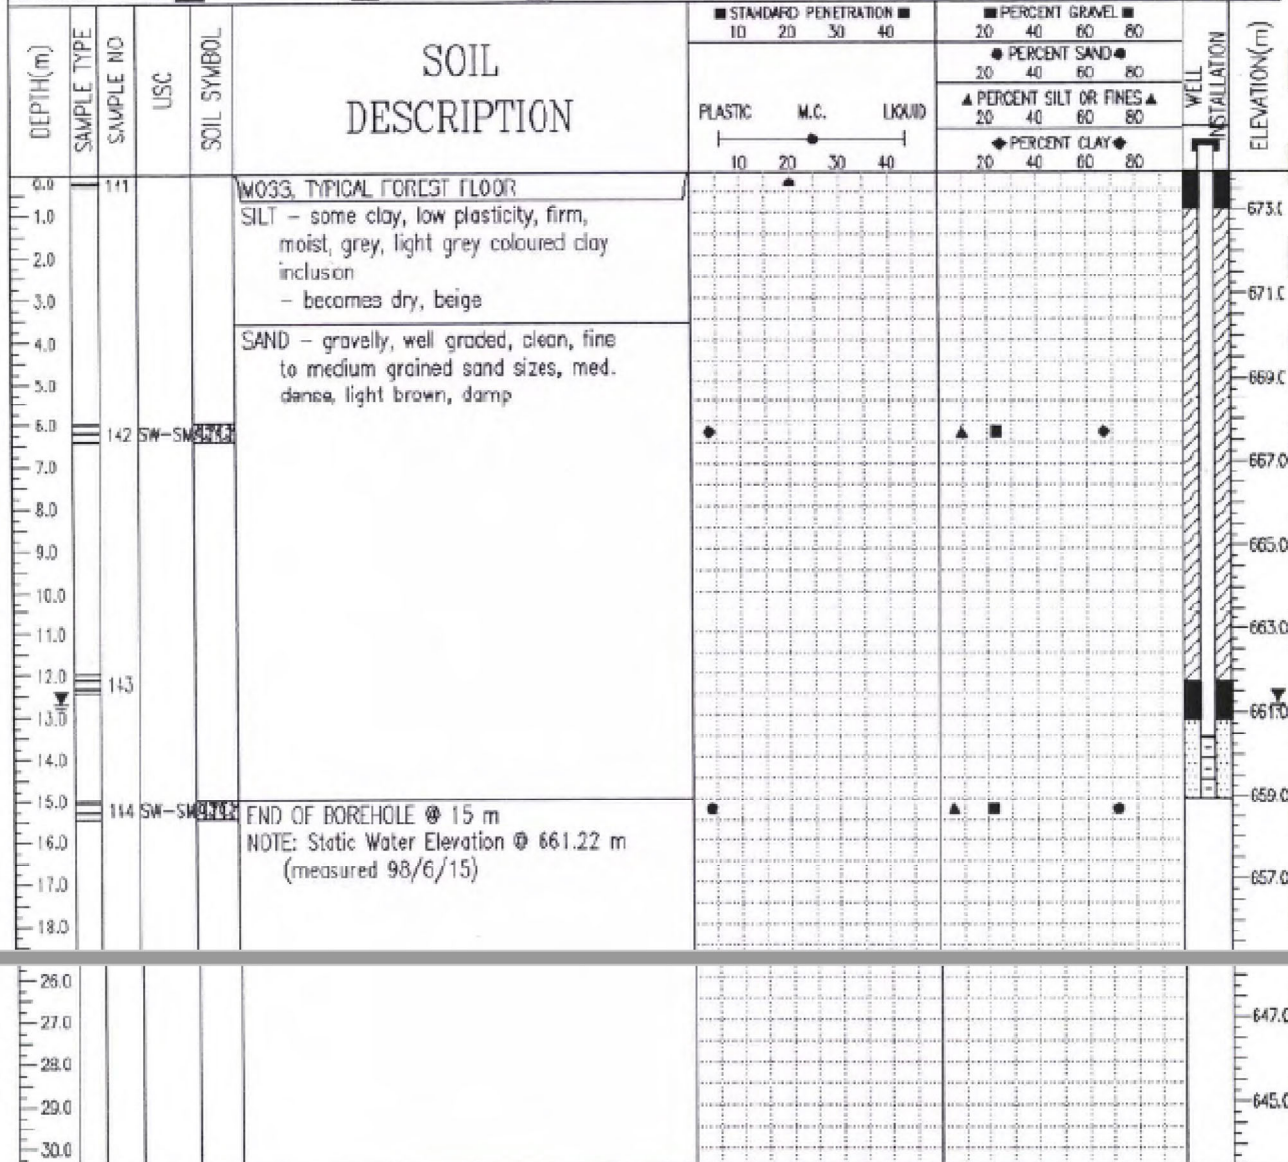 DEPTH(m)
SAMPLE TYPE
SAMPLE NO
USC
SOIL SYMBOL
SOIL
DESCRIPTION
■ STANDARD PENETRATION ■
10 20 30 40
PLASTIC M.C. LIQUID
10 20 30 40
■ PERCENT GRAVEL ■
20 40 60 80
● PERCENT SAND ●
20 40 60 80
▲ PERCENT SILT OR FINES ▲
20 40 60 80
◆ PERCENT CLAY ◆
20 40 60 80
WELL
INSTALLATION
ELEVATION(m)
0.0 141 MOSS, TYPICAL FOREST FLOOR
1.0 SILT – some clay, low plasticity, firm, 673.0
moist, grey, light grey coloured clay
2.0 inclusion
3.0 – becomes dry, beige 671.0
4.0 SAND – gravelly, well graded, clean, fine
to medium grained sand sizes, med. 669.0
5.0 dense, light brown, damp
6.0 142 SW-SM
7.0 667.0
8.0
9.0 665.0
10.0
11.0 663.0
12.0 143
13.0 661.0
14.0
15.0 144 SW-SM END OF BOREHOLE @ 15 m 659.0
16.0 NOTE: Static Water Elevation @ 661.22 m
(measured 98/6/15)
17.0 657.0
18.0
26.0
27.0 647.0
28.0
29.0 645.0
30.0